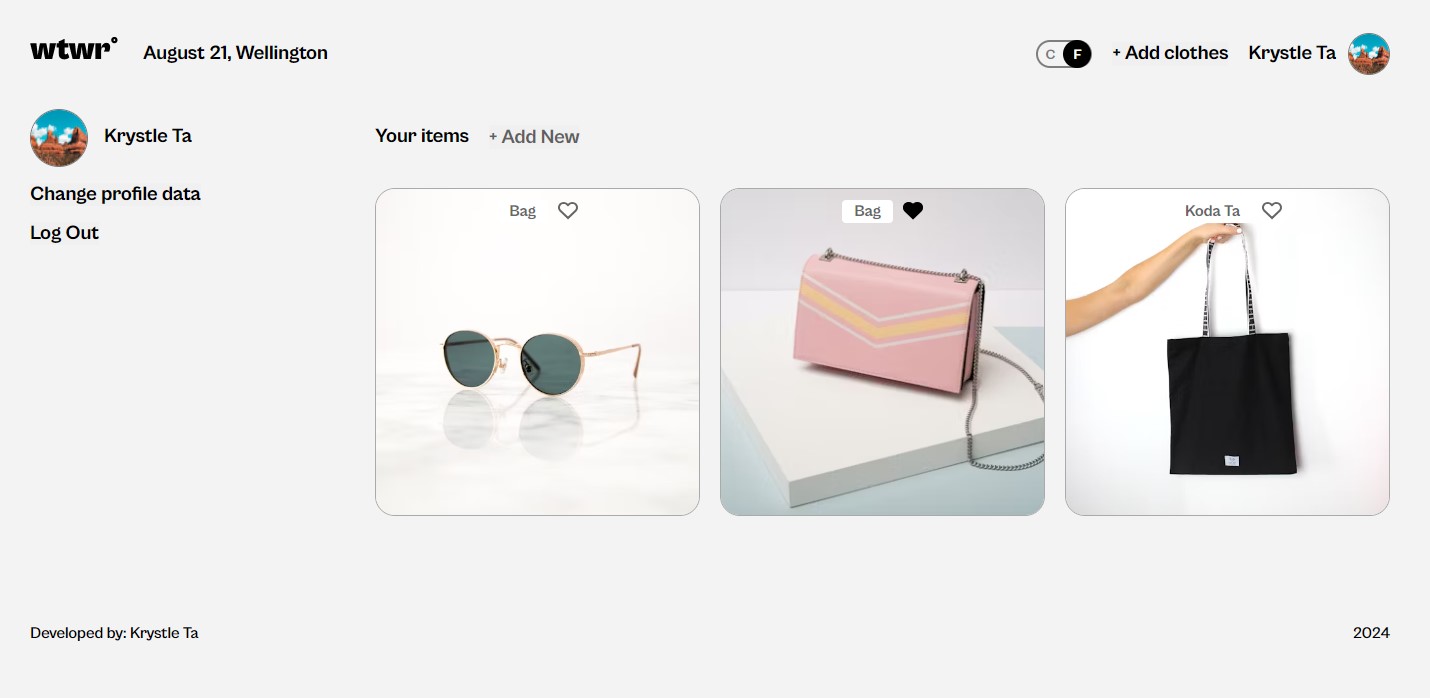 wtwr°
August 21, Wellington
C F
+ Add clothes
Krystle Ta
Krystle Ta
Change profile data
Log Out
Your items
+ Add New
Bag
Bag
Koda Ta
Developed by: Krystle Ta
2024